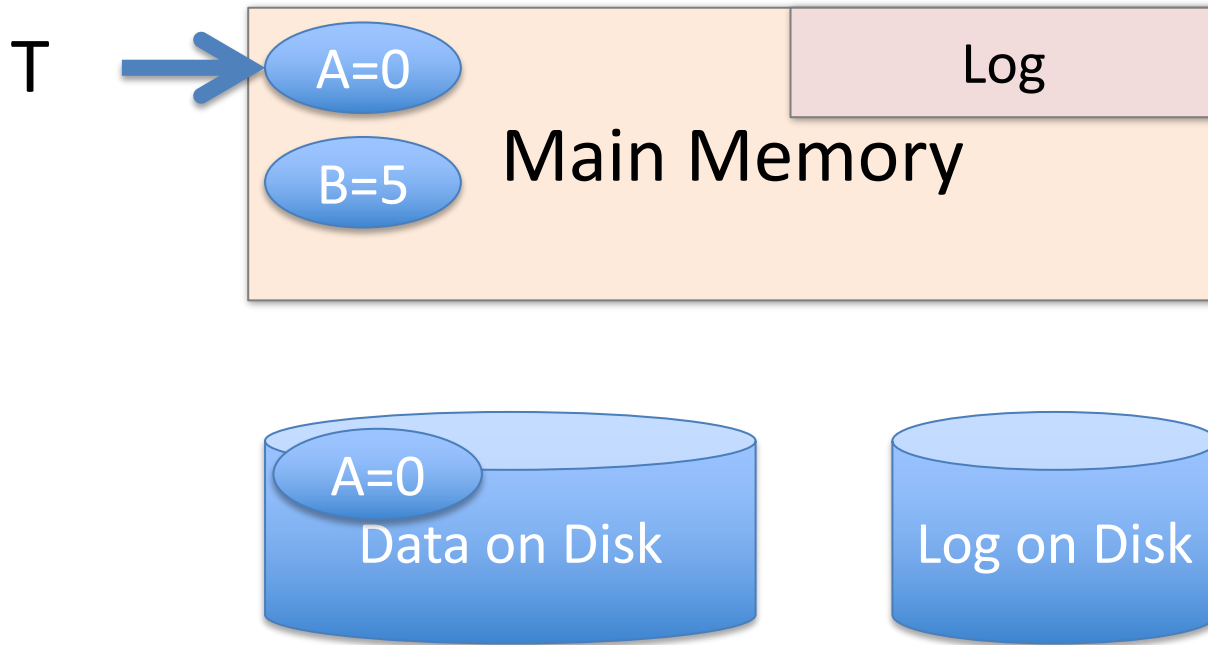 T
A=0
Log
Main Memory
B=5
A=0
Data on Disk
Log on Disk